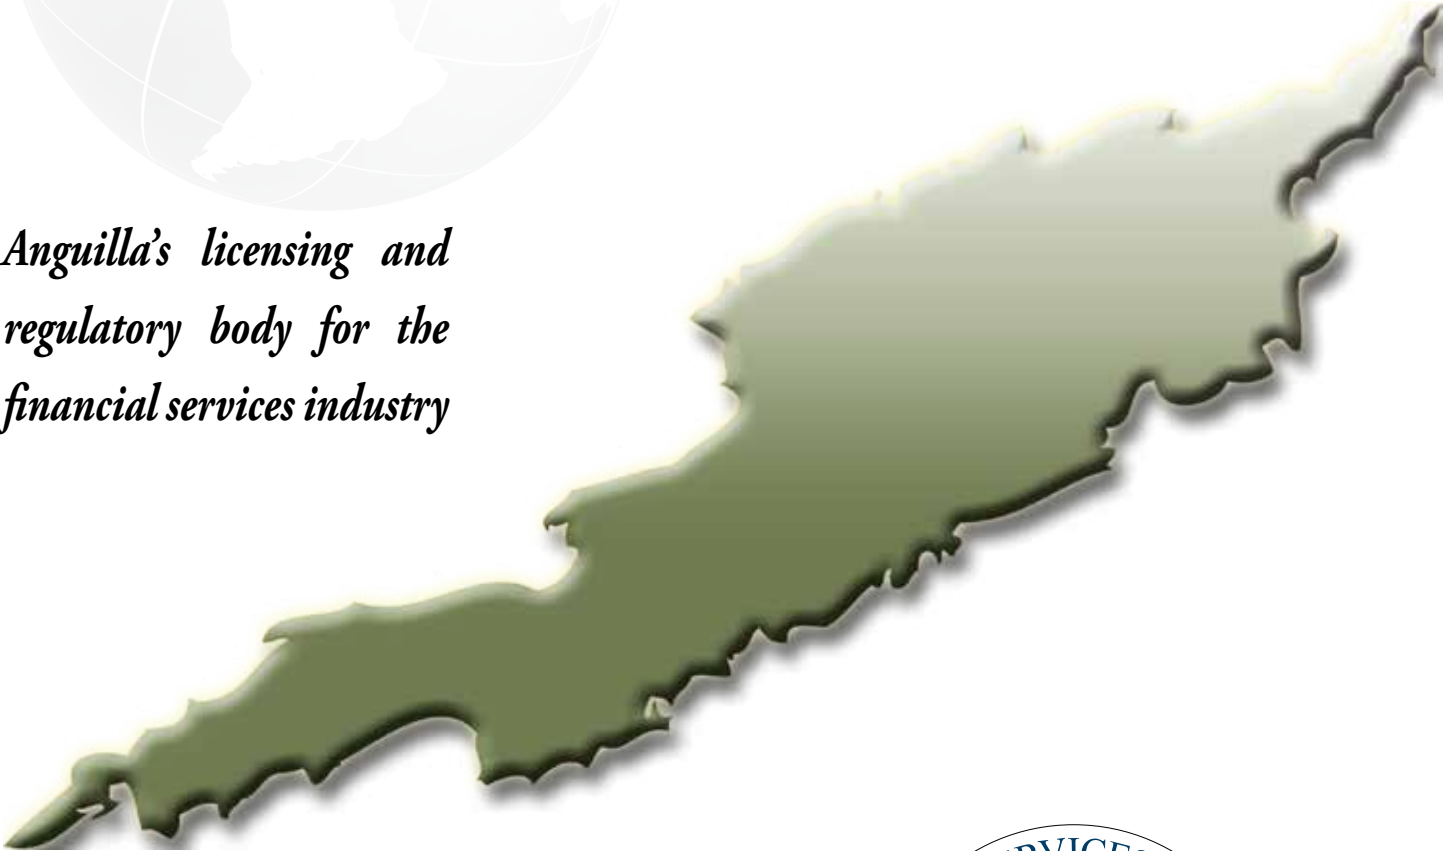 Anguilla’s licensing and
regulatory body for the
financial services industry